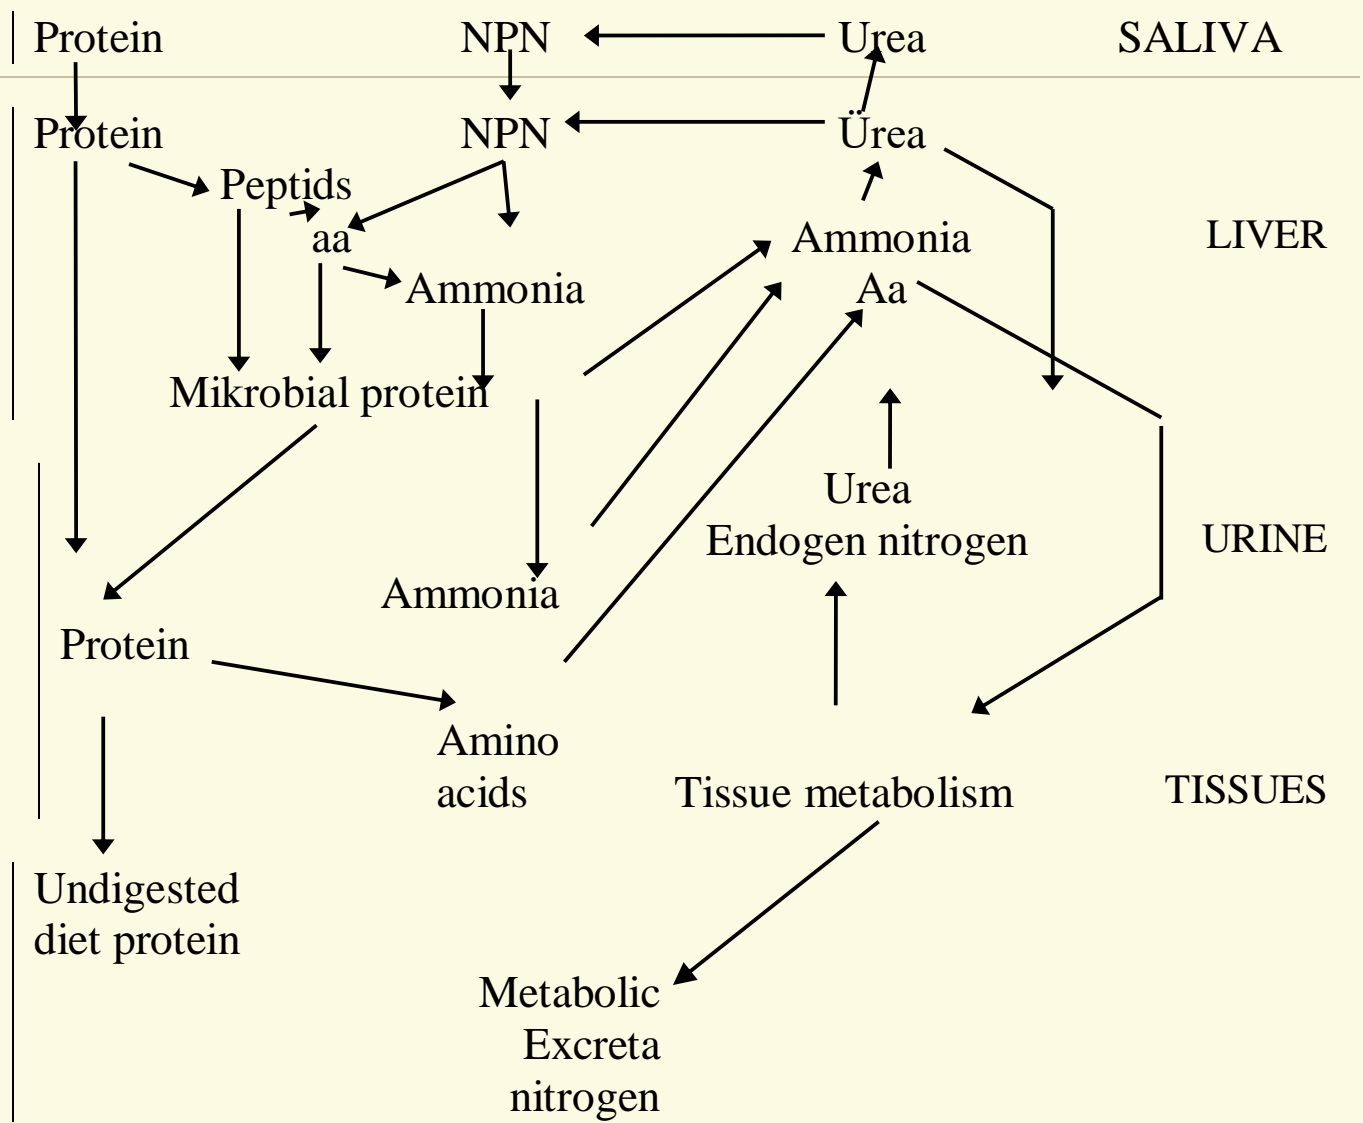 Protein NPN Urea SALIVA
Protein NPN Ürea
Peptids
aa Ammonia LIVER
Ammonia Aa
Mikrobial protein
Urea
Endogen nitrogen URINE
Ammonia
Protein
Amino
acids Tissue metabolism TISSUES
Undigested
diet protein
Metabolic
Excreta
nitrogen